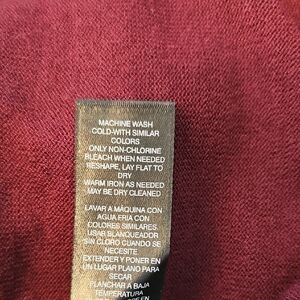 MACHINE WASH
COLD-WITH SIMILAR
COLORS
ONLY NON-CHLORINE
BLEACH WHEN NEEDED
RESHAPE, LAY FLAT TO
DRY
WARM IRON AS NEEDED
MAY BE DRY CLEANED
LAVAR A MÁQUINA CON
AGUA FRIA CON
COLORES SIMILARES.
USAR BLANQUEADOR
SIN CLORO CUANDO SE
NECESITE.
EXTENDER Y PONER EN
UN LUGAR PLANO PARA
SECAR
PLANCHAR A BAJA
TEMPERATURA